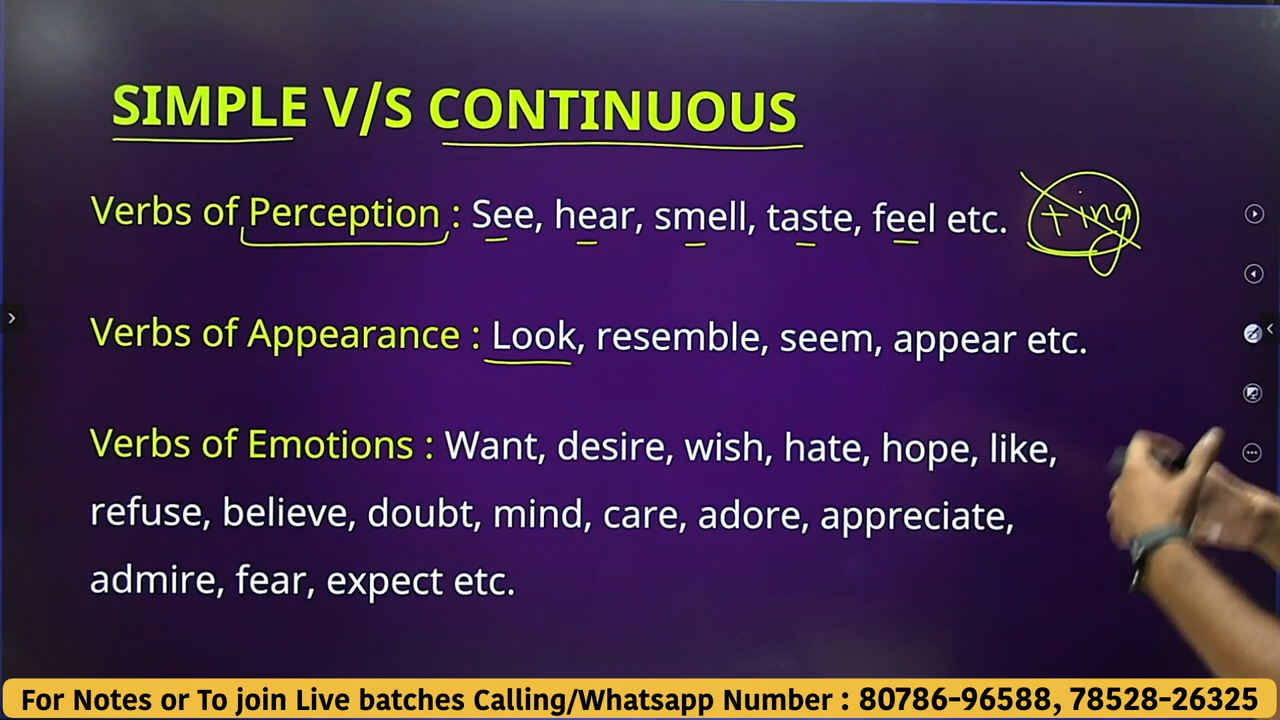 SIMPLE V/S CONTINUOUS
Verbs of Perception : See, hear, smell, taste, feel etc. + ing
Verbs of Appearance : Look, resemble, seem, appear etc.
Verbs of Emotions : Want, desire, wish, hate, hope, like,
refuse, believe, doubt, mind, care, adore, appreciate,
admire, fear, expect etc.
For Notes or To join Live batches Calling/Whatsapp Number : 80786-96588, 78528-26325